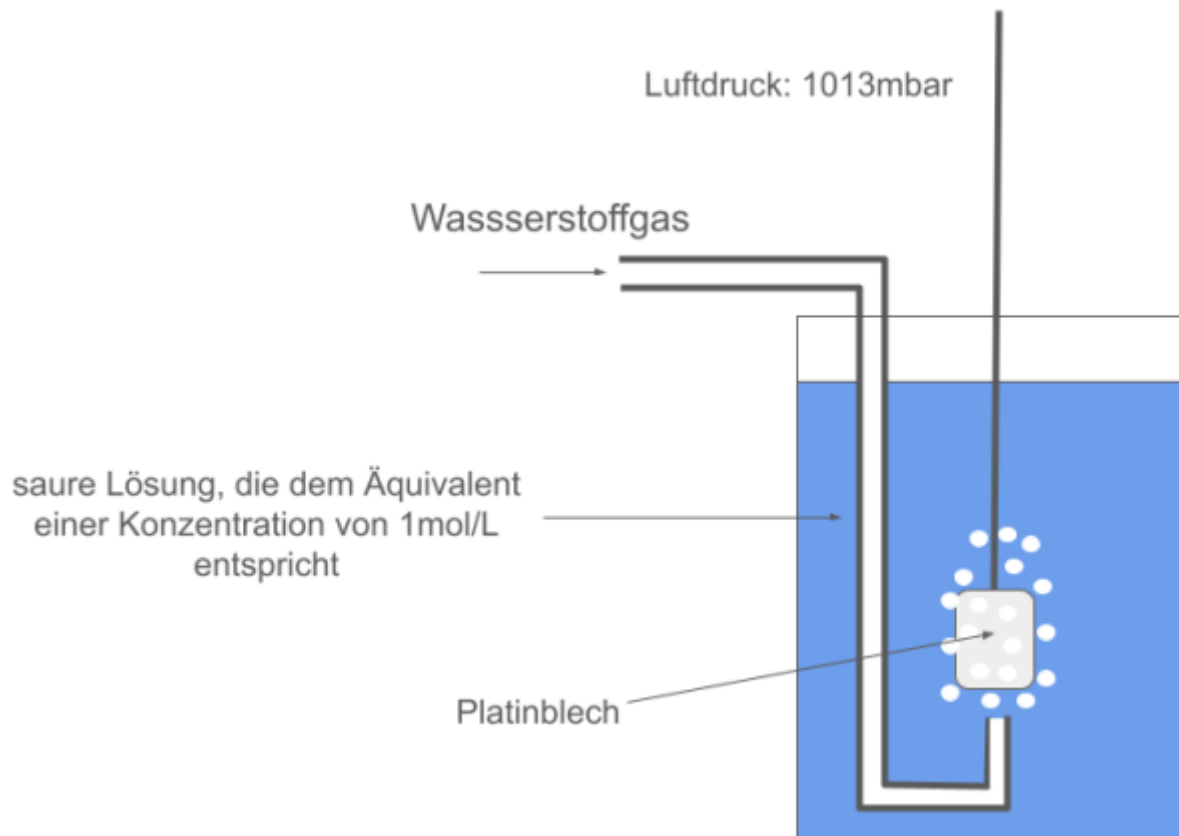 Luftdruck: 1013mbar
Wassserstoffgas
saure Lösung, die dem Äquivalent
einer Konzentration von 1mol/L
entspricht
Platinblech